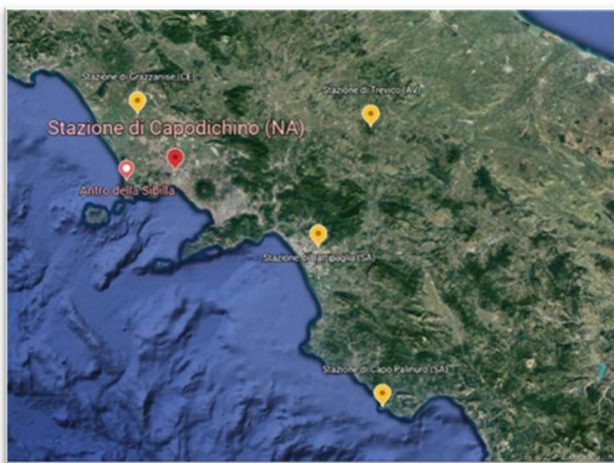 Stazione di Grazzanise (CE)
Stazione di Trevico (AV)
Stazione di Capodichino (NA)
Antro della Sibilla
Stazione di (SA)
Stazione di Capo Palinuro (SA)